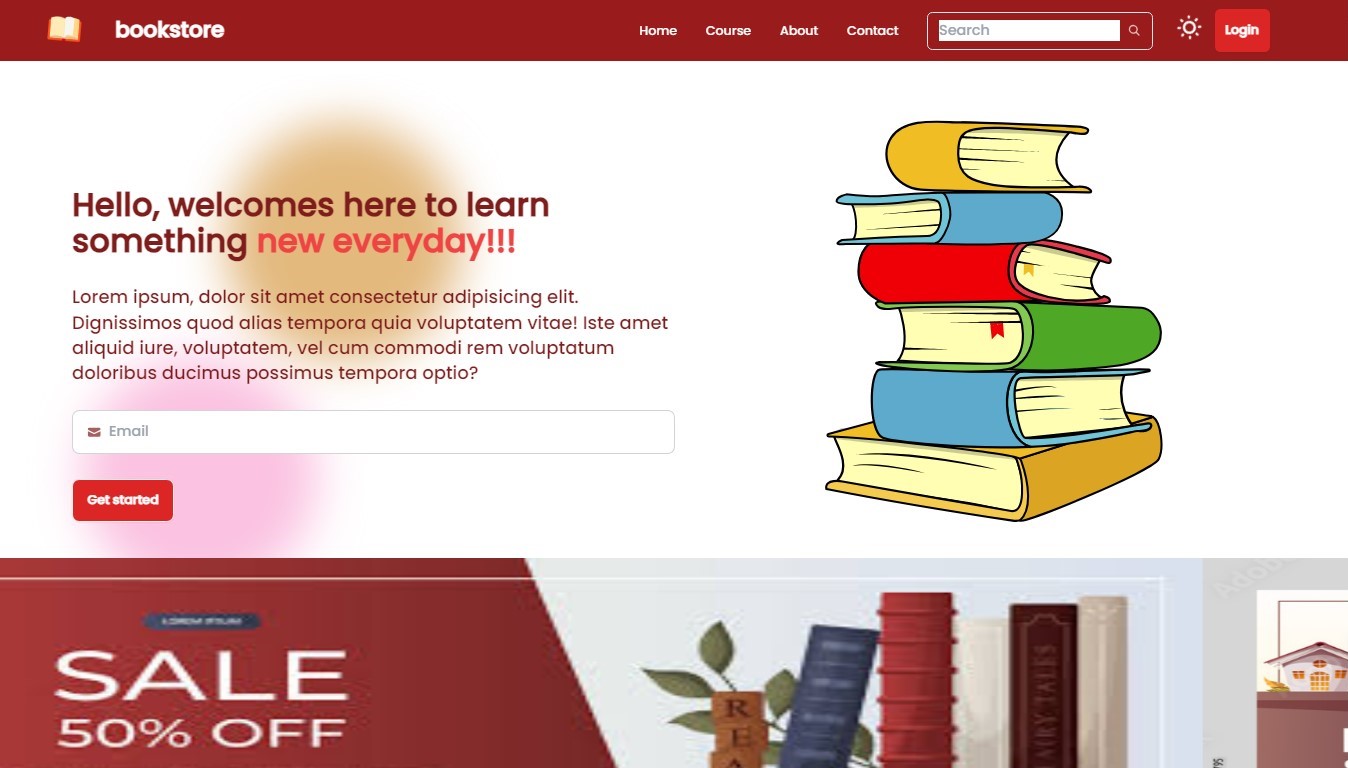 bookstore
Home
Course
About
Contact
Search
Login
Hello, welcomes here to learn
something new everyday!!!
Lorem ipsum, dolor sit amet consectetur adipisicing elit.
Dignissimos quod alias tempora quia voluptatem vitae! Iste amet
aliquid iure, voluptatem, vel cum commodi rem voluptatum
doloribus ducimus possimus tempora optio?
Email
Get started
LOREM IPSUM
SALE
50% OFF
REA
FAIRY TALES